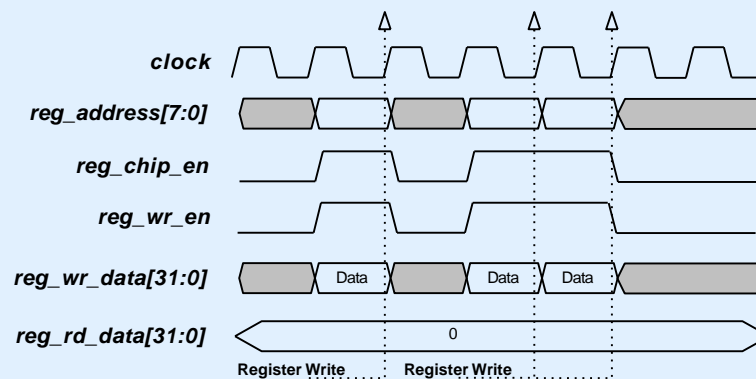 clock
reg_address[7:0]
reg_chip_en
reg_wr_en
reg_wr_data[31:0] Data Data Data
reg_rd_data[31:0] 0
Register Write Register Write